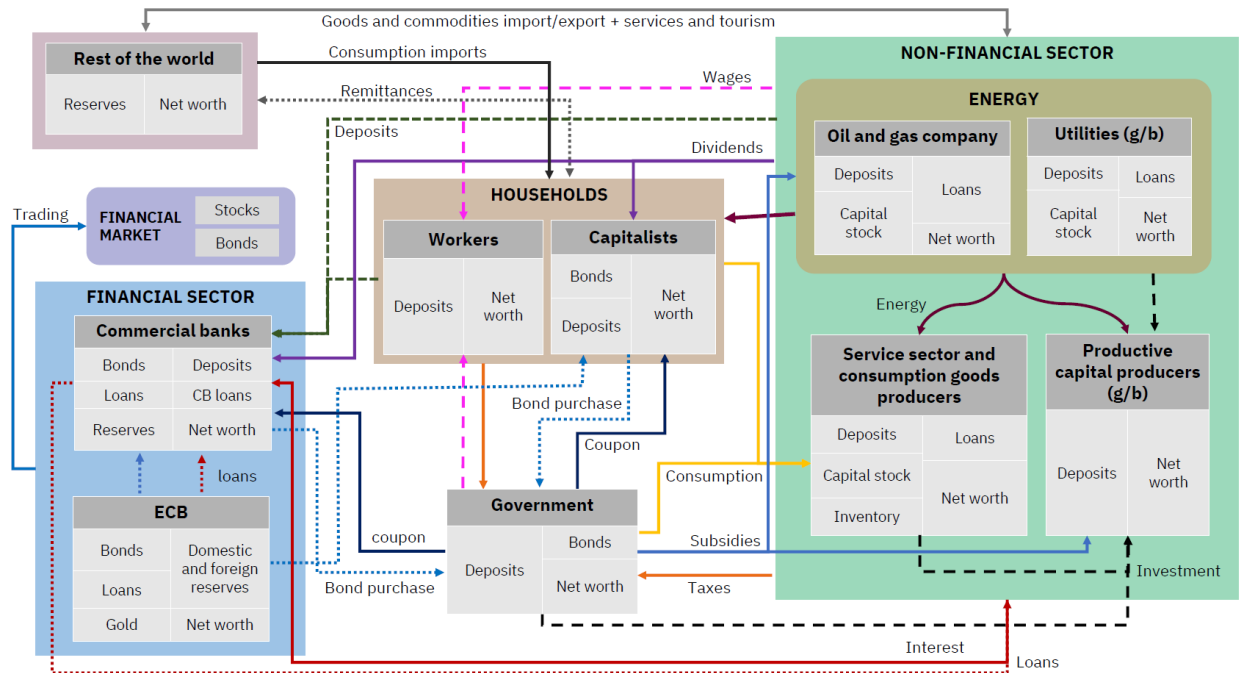 Goods and commodities import/export + services and tourism
Rest of the world
Reserves
Net worth
Consumption imports
Remittances
Deposits
Wages
Dividends
NON-FINANCIAL SECTOR
ENERGY
Oil and gas company
Deposits
Loans
Capital
stock
Net worth
Utilities (g/b)
Deposits
Loans
Capital
stock
Net
worth
Trading
FINANCIAL
MARKET
Stocks
Bonds
HOUSEHOLDS
Workers
Deposits
Net
worth
Capitalists
Bonds
Deposits
Net
worth
FINANCIAL SECTOR
Commercial banks
Bonds
Deposits
Loans
CB loans
Reserves
Net worth
loans
ECB
Bonds
Domestic
and foreign
reserves
Loans
Gold
Net worth
Energy
Service sector and
consumption goods
producers
Deposits
Loans
Capital stock
Net worth
Inventory
Productive
capital producers
(g/b)
Deposits
Net
worth
Bond purchase
Coupon
Consumption
Government
Deposits
Bonds
Net worth
coupon
Bond purchase
Subsidies
Taxes
Investment
Interest
Loans